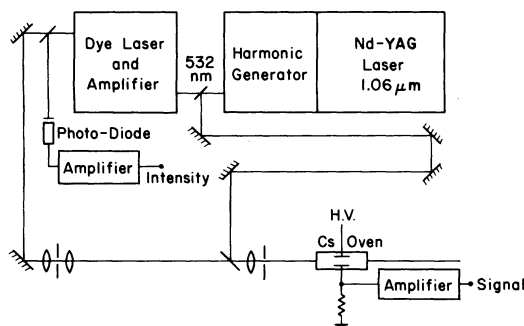 Dye Laser
and
Amplifier
532
nm
Harmonic
Generator
Nd-YAG
Laser
1.06 μm
Photo-Diode
Amplifier
Intensity
H.V.
Cs Oven
Amplifier
Signal